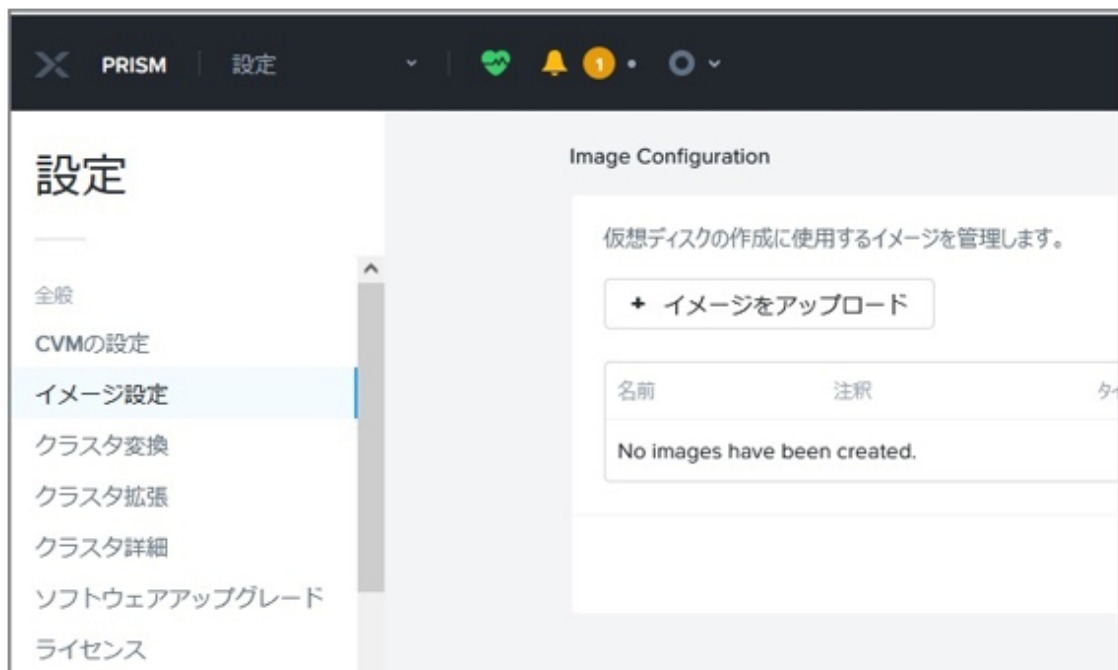 PRISM 設定 1
設定
全般
CVMの設定
イメージ設定
クラスタ変換
クラスタ拡張
クラスタ詳細
ソフトウェアアップグレード
ライセンス
Image Configuration
仮想ディスクの作成に使用するイメージを管理します。
+ イメージをアップロード
名前 注釈
No images have been created.